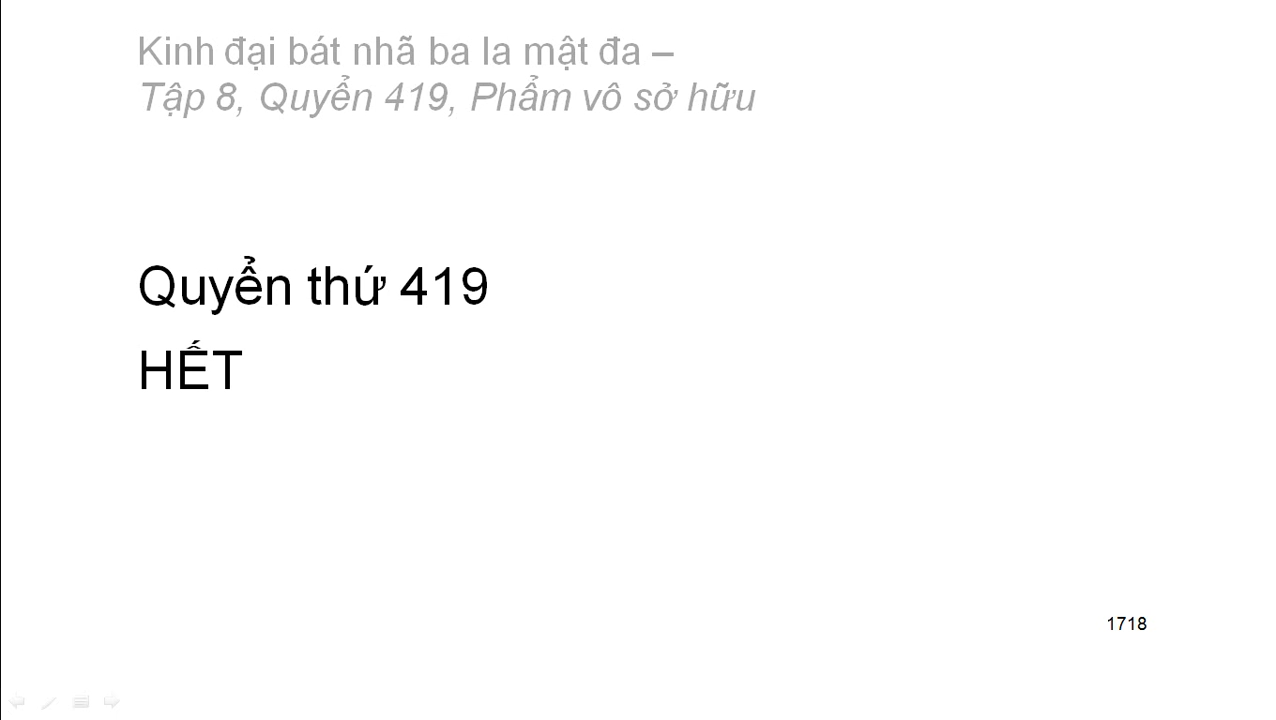 Kinh đại bát nhã ba la mật đa –
Tập 8, Quyển 419, Phẩm vô sở hữu
Quyển thứ 419
HẾT
1718